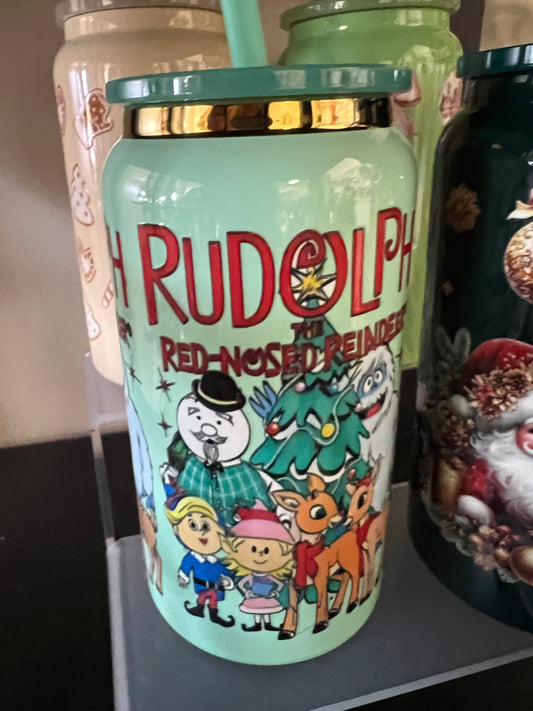 H RUDOLPH
THE
RED-NOSED REINDEER